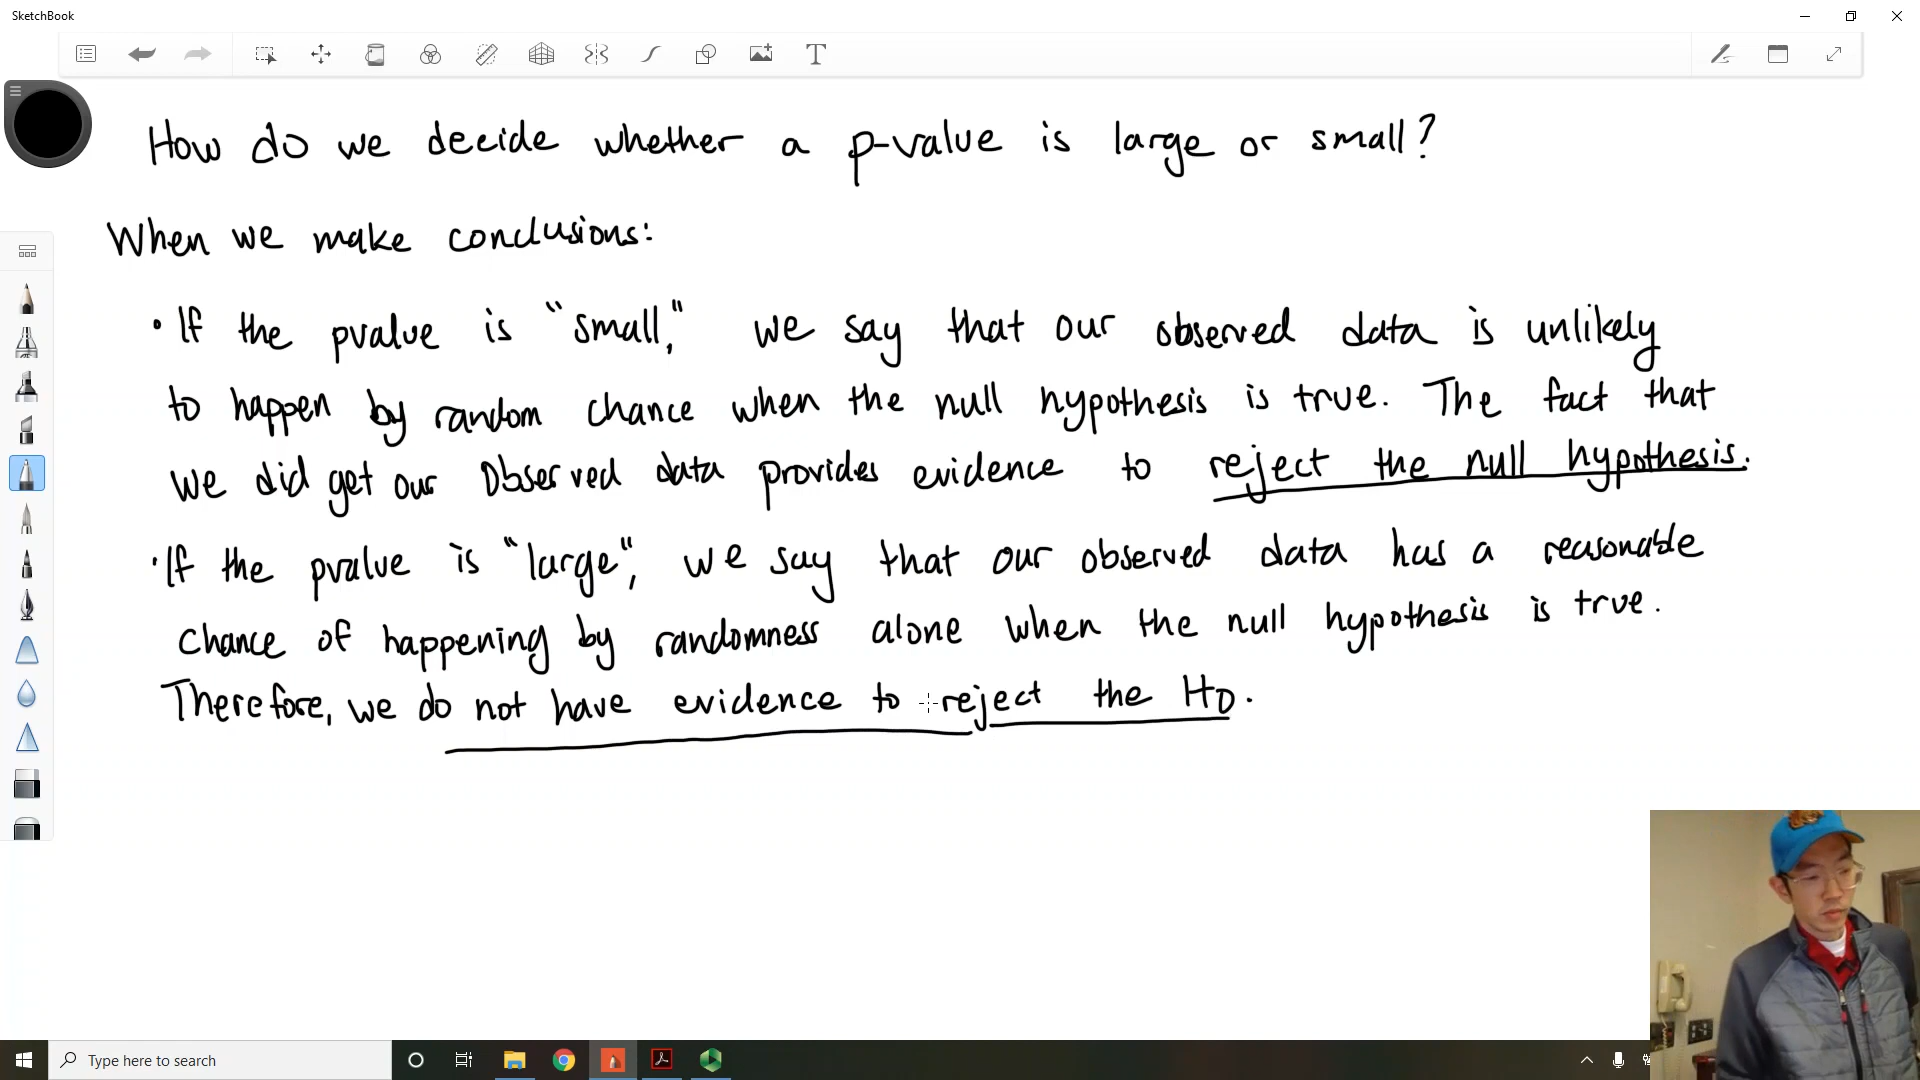 SketchBook
How do we decide whether a p-value is large or small?
When we make conclusions:
• If the pvalue is "small," we say that our observed data is unlikely
to happen by random chance when the null hypothesis is true. The fact that
we did get our observed data provides evidence to reject the null hypothesis.
• If the pvalue is "large", we say that our observed data has a reasonable
chance of happening by randomness alone when the null hypothesis is true.
Therefore, we do not have evidence to reject the H0.
Type here to search